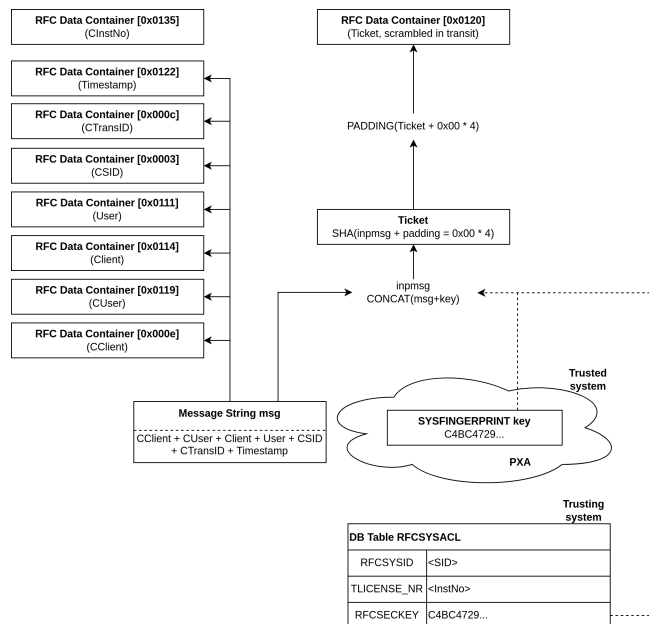 RFC Data Container [0x0135]
(CInstNo)
RFC Data Container [0x0122]
(Timestamp)
RFC Data Container [0x000c]
(CTransID)
RFC Data Container [0x0003]
(CSID)
RFC Data Container [0x0111]
(User)
RFC Data Container [0x0114]
(Client)
RFC Data Container [0x0119]
(CUser)
RFC Data Container [0x000e]
(CClient)
Message String msg
CClient + CUser + Client + User + CSID
+ CTransID + Timestamp
RFC Data Container [0x0120]
(Ticket, scrambled in transit)
PADDING(Ticket + 0x00 * 4)
Ticket
SHA(inpmsg + padding = 0x00 * 4)
inpmsg
CONCAT(msg+key)
Trusted
system
SYSFINGERPRINT key
C4BC4729...
PXA
Trusting
system
DB Table RFCSYSACL
RFCSYSID <SID>
TLICENSE_NR <InstNo>
RFCSECKEY C4BC4729...